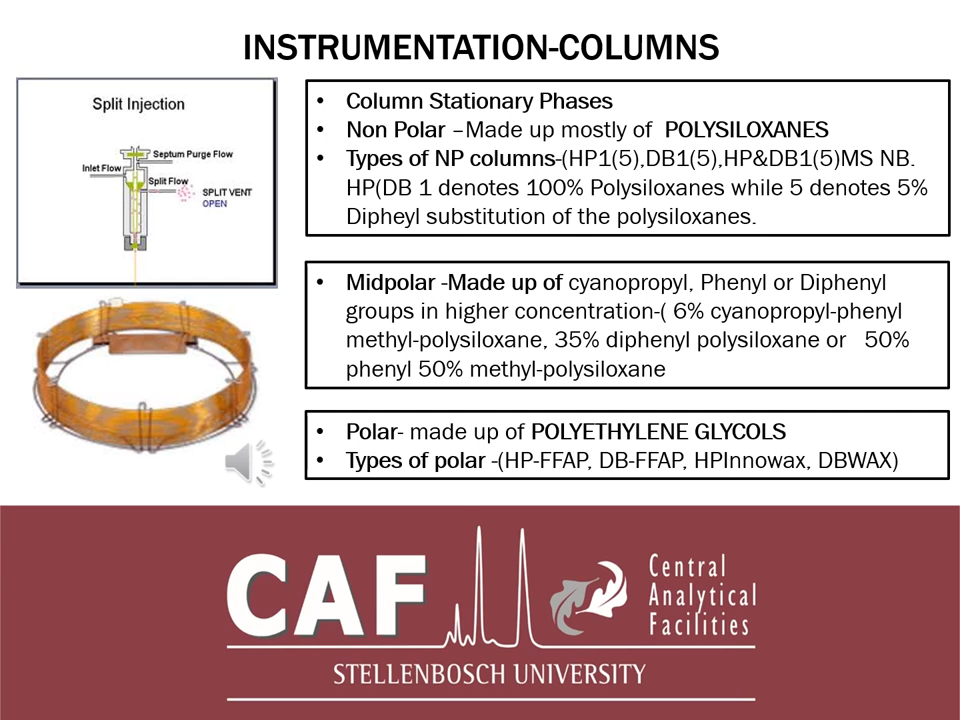 INSTRUMENTATION-COLUMNS
Split Injection
Septum Purge Flow
Inlet Flow
Split Flow
SPLIT VENT
OPEN
• Column Stationary Phases
• Non Polar –Made up mostly of POLYSILOXANES
• Types of NP columns-(HP1(5),DB1(5),HP&DB1(5)MS NB.
HP(DB 1 denotes 100% Polysiloxanes while 5 denotes 5%
Dipheyl substitution of the polysiloxanes.
• Midpolar -Made up of cyanopropyl, Phenyl or Diphenyl
groups in higher concentration-( 6% cyanopropyl-phenyl
methyl-polysiloxane, 35% diphenyl polysiloxane or 50%
phenyl 50% methyl-polysiloxane
• Polar- made up of POLYETHYLENE GLYCOLS
• Types of polar -(HP-FFAP, DB-FFAP, HPInnowax, DBWAX)
CAF
Central
Analytical
Facilities
STELLENBOSCH UNIVERSITY